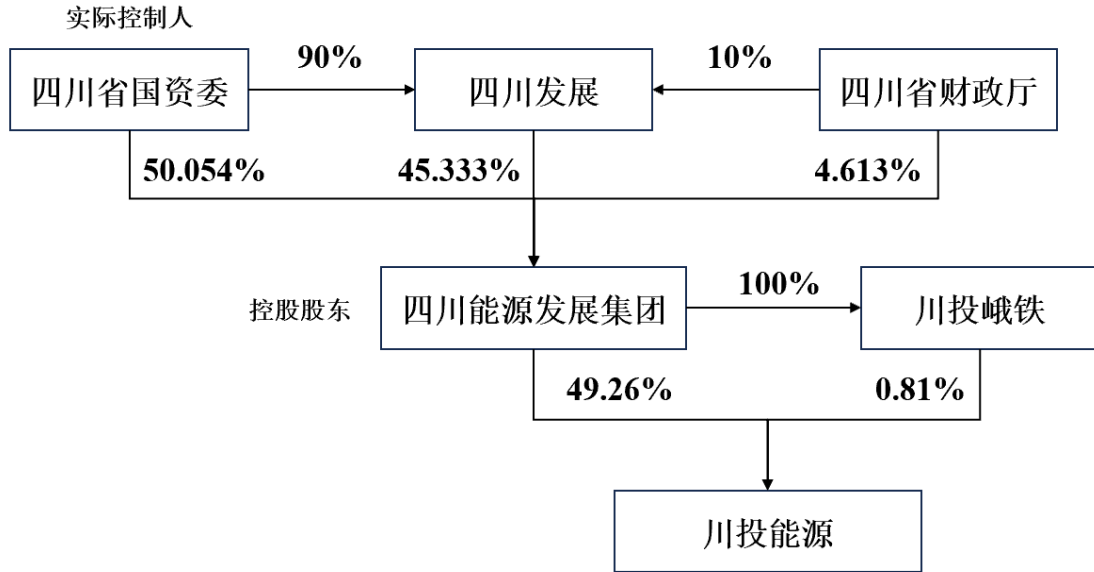 实际控制人
90%
10%
四川省国资委
四川发展
四川省财政厅
50.054%
45.333%
4.613%
控股股东
四川能源发展集团
100%
川投峨铁
49.26%
0.81%
川投能源